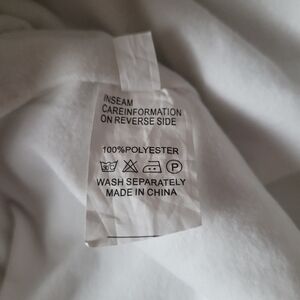 INSEAM
CAREINFORMATION
ON REVERSE SIDE
100%POLYESTER
P
WASH SEPARATELY
MADE IN CHINA